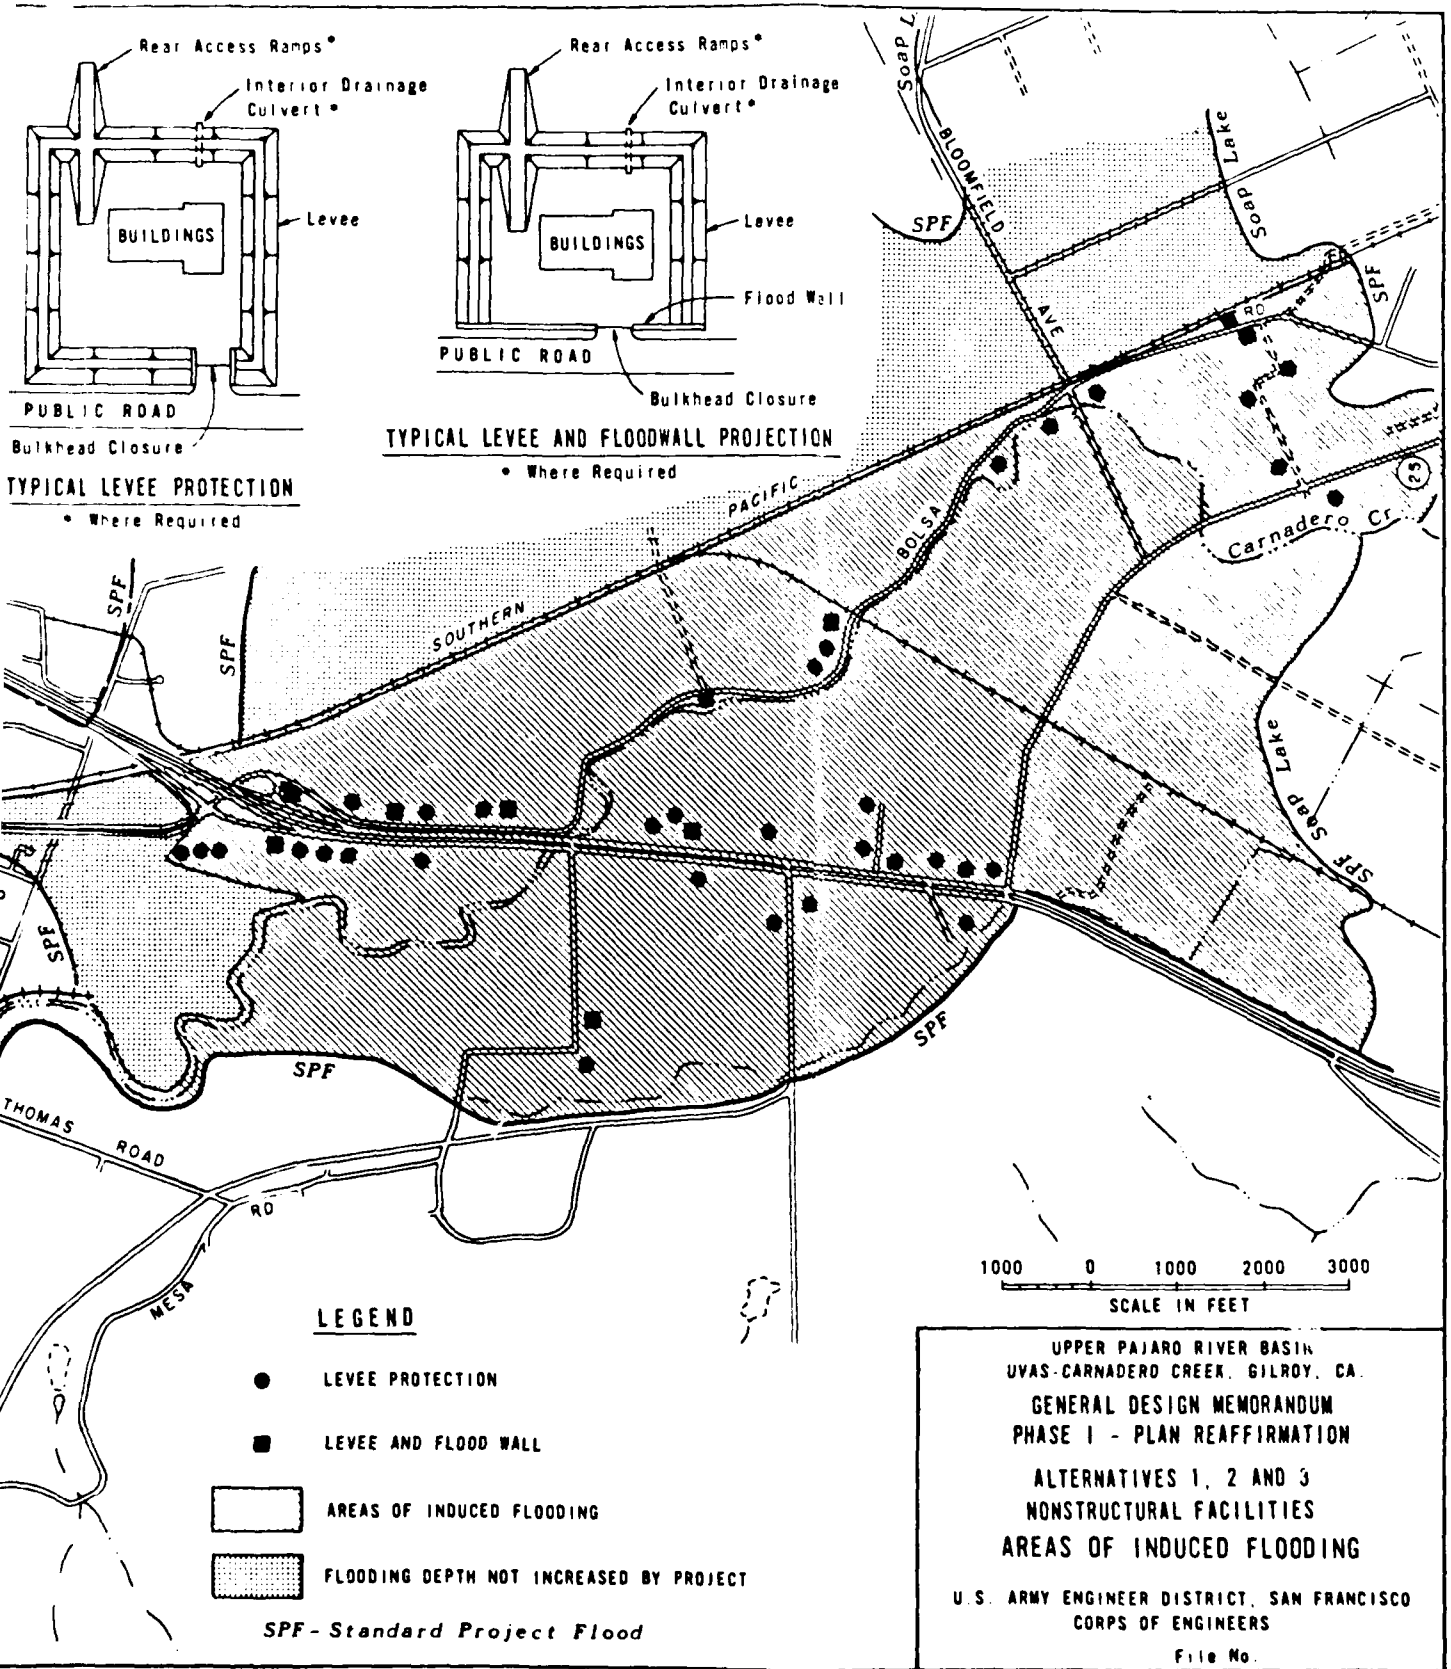 Rear Access Ramps*
Interior Drainage
Culvert *
Levee
BUILDINGS
PUBLIC ROAD
Bulkhead Closure
TYPICAL LEVEE PROTECTION
* Where Required
Rear Access Ramps*
Interior Drainage
Culvert*
Levee
BUILDINGS
Flood Wall
PUBLIC ROAD
Bulkhead Closure
TYPICAL LEVEE AND FLOODWALL PROJECTION
* Where Required
Soap L
BLOOMFIELD
AVE
SPF
Soap Lake
SPF
RD
25
Carnadero Cr
PACIFIC
SOUTHERN
BOLSA
SPF
SPF
Soap Lake
Soap Lake
SPF
SPF
SPF
SPF
THOMAS
ROAD
RD
MESA
1000 0 1000 2000 3000
SCALE IN FEET
LEGEND
LEVEE PROTECTION
LEVEE AND FLOOD WALL
AREAS OF INDUCED FLOODING
FLOODING DEPTH NOT INCREASED BY PROJECT
SPF - Standard Project Flood
UPPER PAJARO RIVER BASIN
UVAS-CARNADERO CREEK, GILROY, CA.
GENERAL DESIGN MEMORANDUM
PHASE I - PLAN REAFFIRMATION
ALTERNATIVES 1, 2 AND 3
NONSTRUCTURAL FACILITIES
AREAS OF INDUCED FLOODING
U.S. ARMY ENGINEER DISTRICT, SAN FRANCISCO
CORPS OF ENGINEERS
File No.